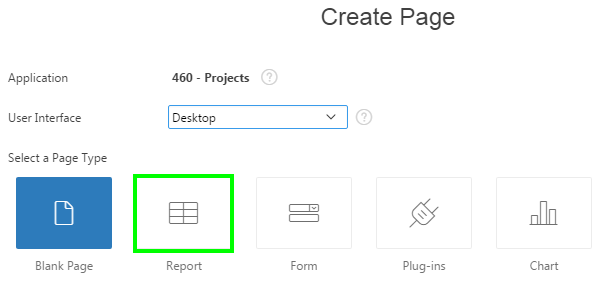 Create Page
Application 460 - Projects ?
User Interface Desktop ?
Select a Page Type
Blank Page Report Form Plug-ins Chart